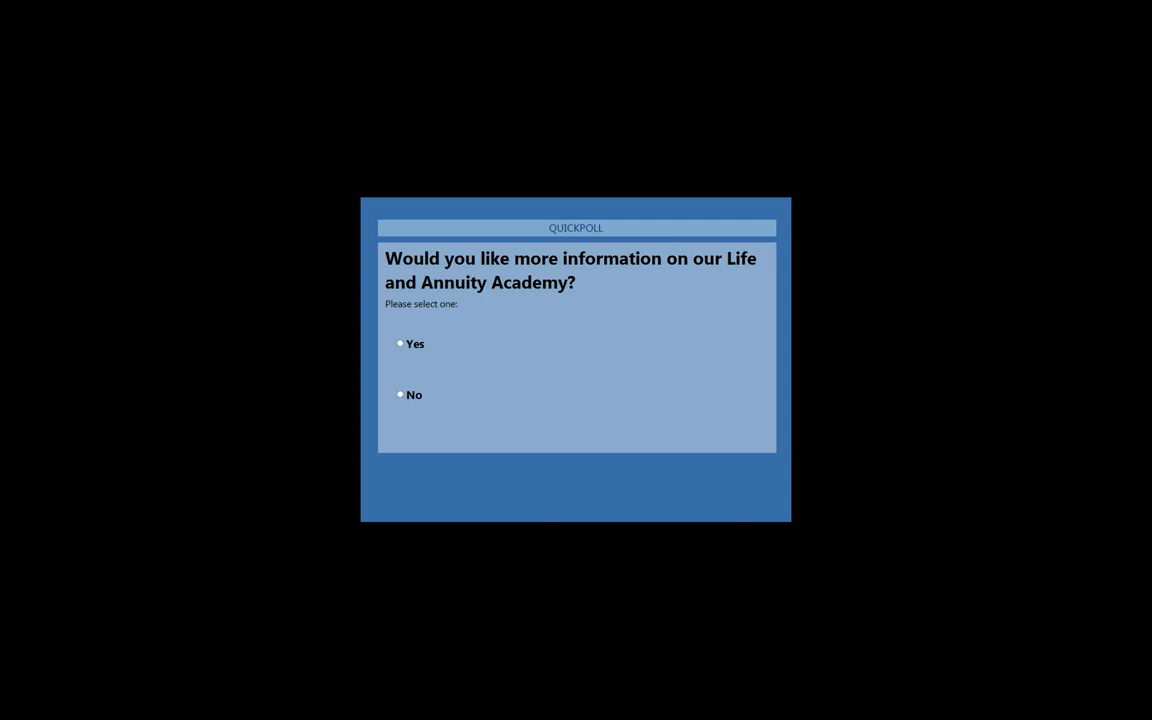 QUICKPOLL
Would you like more information on our Life
and Annuity Academy?
Please select one:
Yes
No